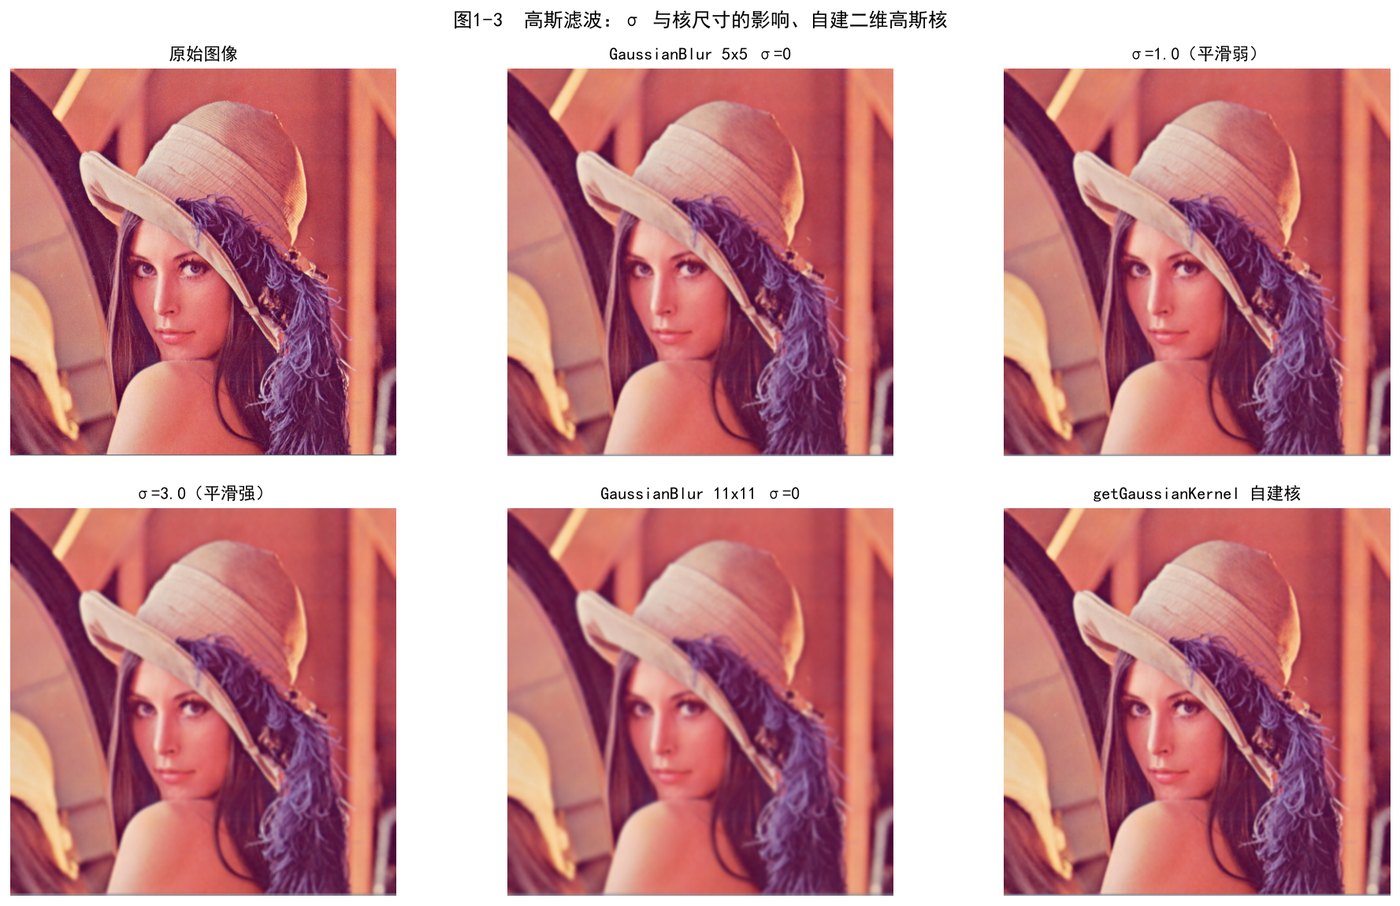 图1-3  高斯滤波：σ 与核尺寸的影响、自建二维高斯核
原始图像
GaussianBlur 5x5 σ=0
σ=1.0（平滑弱）
σ=3.0（平滑强）
GaussianBlur 11x11 σ=0
getGaussianKernel 自建核